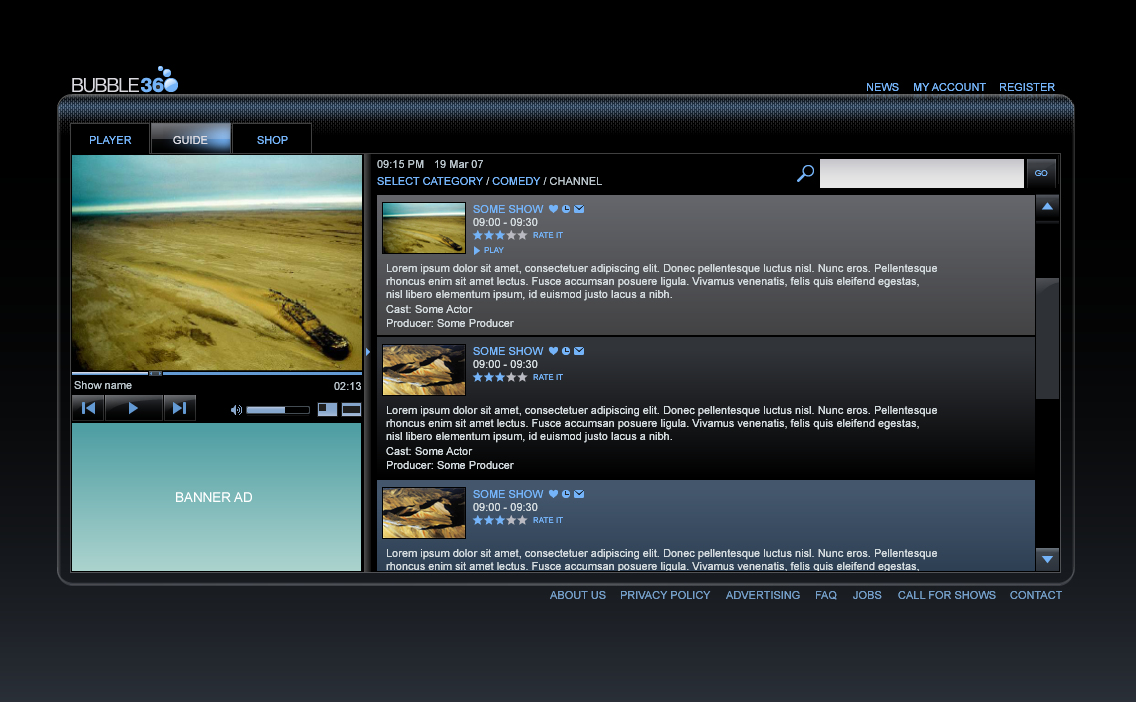 BUBBLE36
NEWS MY ACCOUNT REGISTER
PLAYER GUIDE SHOP
09:15 PM 19 Mar 07
SELECT CATEGORY / COMEDY / CHANNEL
GO
SOME SHOW
09:00 - 09:30
RATE IT
PLAY
Lorem ipsum dolor sit amet, consectetuer adipiscing elit. Donec pellentesque luctus nisl. Nunc eros. Pellentesque
rhoncus enim sit amet lectus. Fusce accumsan posuere ligula. Vivamus venenatis, felis quis eleifend egestas,
nisl libero elementum ipsum, id euismod justo lacus a nibh.
Cast: Some Actor
Producer: Some Producer
SOME SHOW
09:00 - 09:30
RATE IT
Lorem ipsum dolor sit amet, consectetuer adipiscing elit. Donec pellentesque luctus nisl. Nunc eros. Pellentesque
rhoncus enim sit amet lectus. Fusce accumsan posuere ligula. Vivamus venenatis, felis quis eleifend egestas,
nisl libero elementum ipsum, id euismod justo lacus a nibh.
Cast: Some Actor
Producer: Some Producer
SOME SHOW
09:00 - 09:30
RATE IT
Lorem ipsum dolor sit amet, consectetuer adipiscing elit. Donec pellentesque luctus nisl. Nunc eros. Pellentesque
rhoncus enim sit amet lectus. Fusce accumsan posuere ligula. Vivamus venenatis, felis quis eleifend egestas,
Show name 02:13
BANNER AD
ABOUT US PRIVACY POLICY ADVERTISING FAQ JOBS CALL FOR SHOWS CONTACT